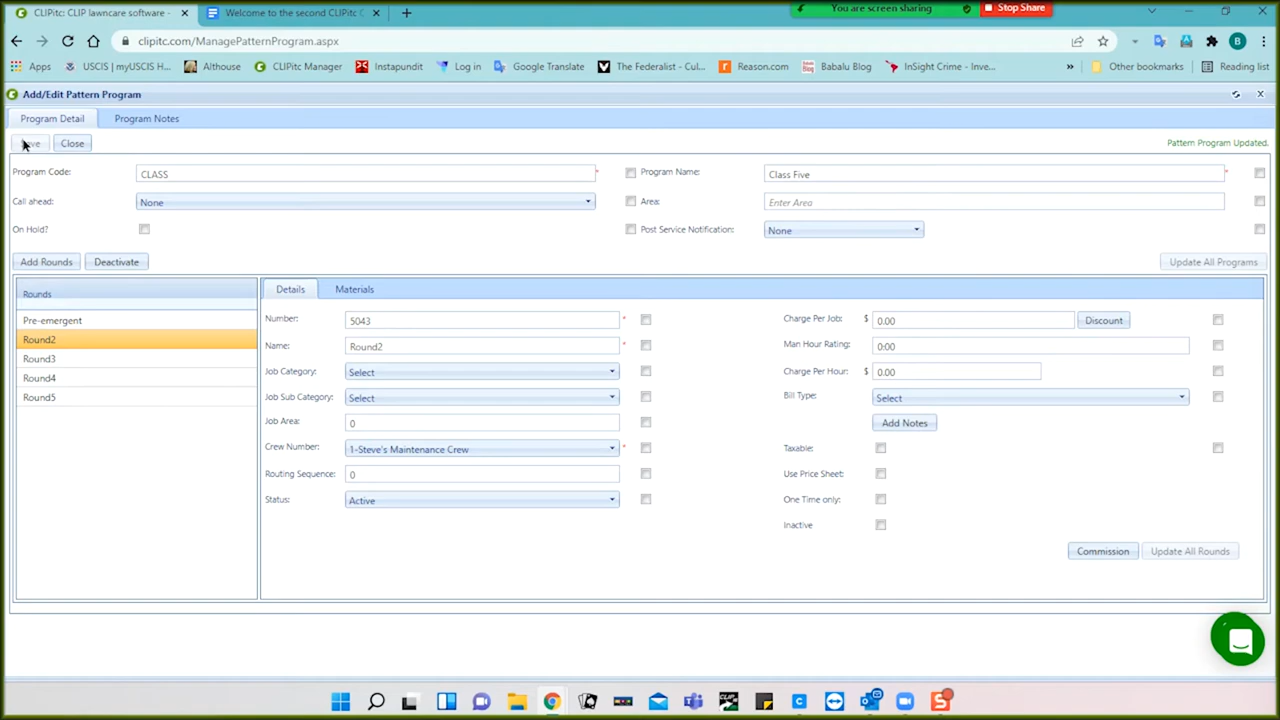 CLIPitc: CLIP lawncare software -
Welcome to the second CLIPitc C
You are screen sharing
Stop Share
clipitc.com/ManagePatternProgram.aspx
B
Apps
USCIS | myUSCIS H...
Althouse
CLIPitc Manager
Instapundit
Log in
Google Translate
The Federalist - Cul...
Reason.com
Babalu Blog
InSight Crime - Inve...
»
Other bookmarks
Reading list
Add/Edit Pattern Program
Program Detail
Program Notes
Close
Pattern Program Updated.
Program Code:
CLASS
*
Program Name:
Class Five
*
Call ahead:
None
Area:
Enter Area
On Hold?
Post Service Notification:
None
Add Rounds
Deactivate
Update All Programs
Rounds
Pre-emergent
Round2
Round3
Round4
Round5
Details
Materials
Number:
5043
*
Name:
Round2
*
Job Category:
Select
Job Sub Category:
Select
Job Area:
0
Crew Number:
1-Steve's Maintenance Crew
*
Routing Sequence:
0
Status:
Active
Charge Per Job:
$
0.00
Discount
Man Hour Rating:
0:00
Charge Per Hour:
$
0.00
Bill Type:
Select
Add Notes
Taxable:
Use Price Sheet:
One Time only:
Inactive
Commission
Update All Rounds